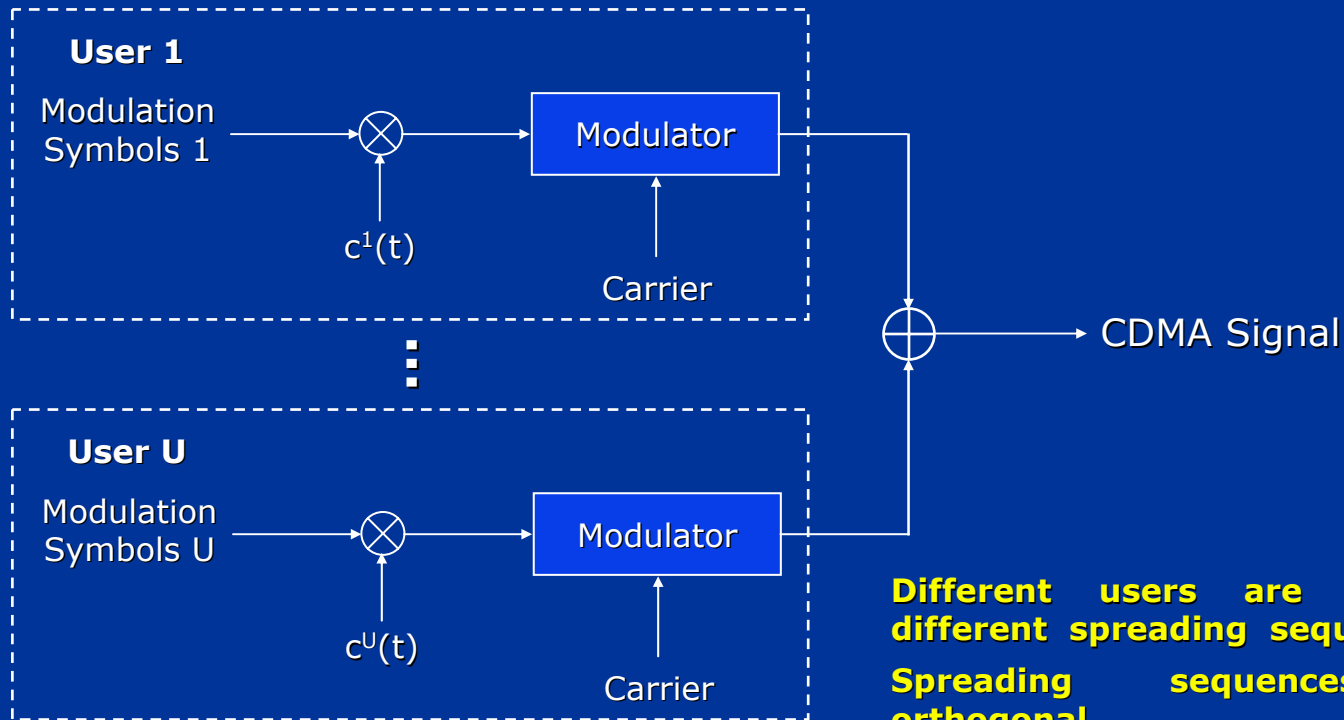 User 1
Modulation
Symbols 1
Modulator
c¹(t)
Carrier
CDMA Signal
User U
Modulation
Symbols U
Modulator
cᵁ(t)
Carrier
Different users are
different spreading
Spreading
orthogonal